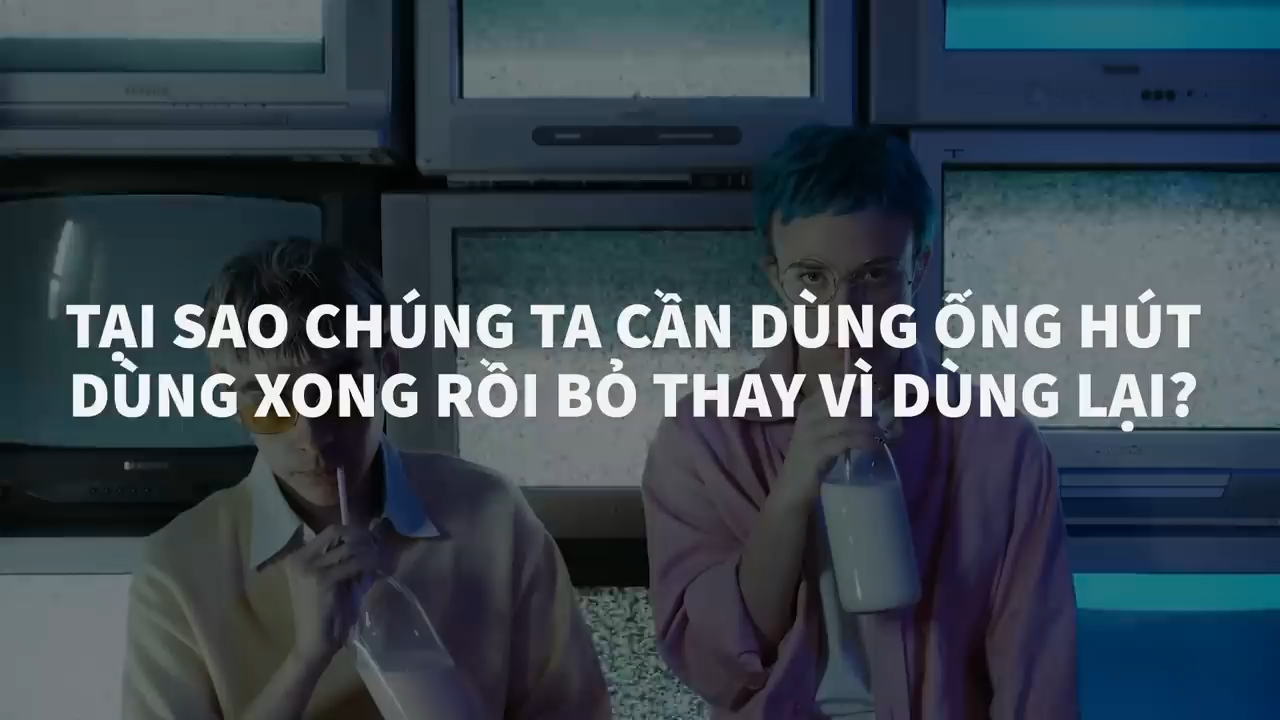 TẠI SAO CHÚNG TA CẦN DÙNG ỐNG HÚT
DÙNG XONG RỒI BỎ THAY VÌ DÙNG LẠI?